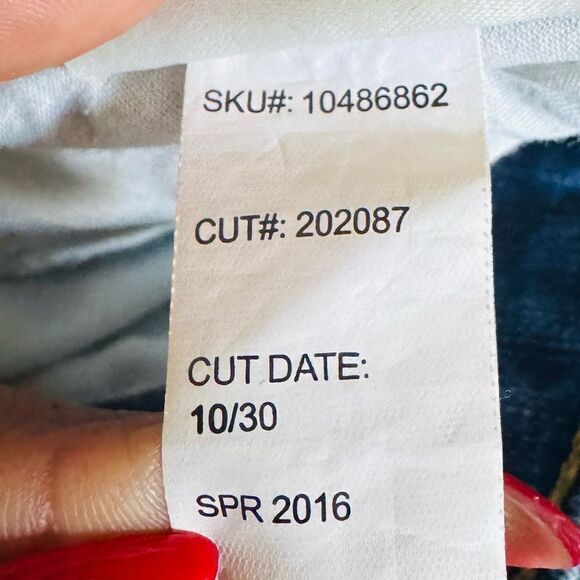 SKU#: 10486862
CUT#: 202087
CUT DATE:
10/30
SPR 2016